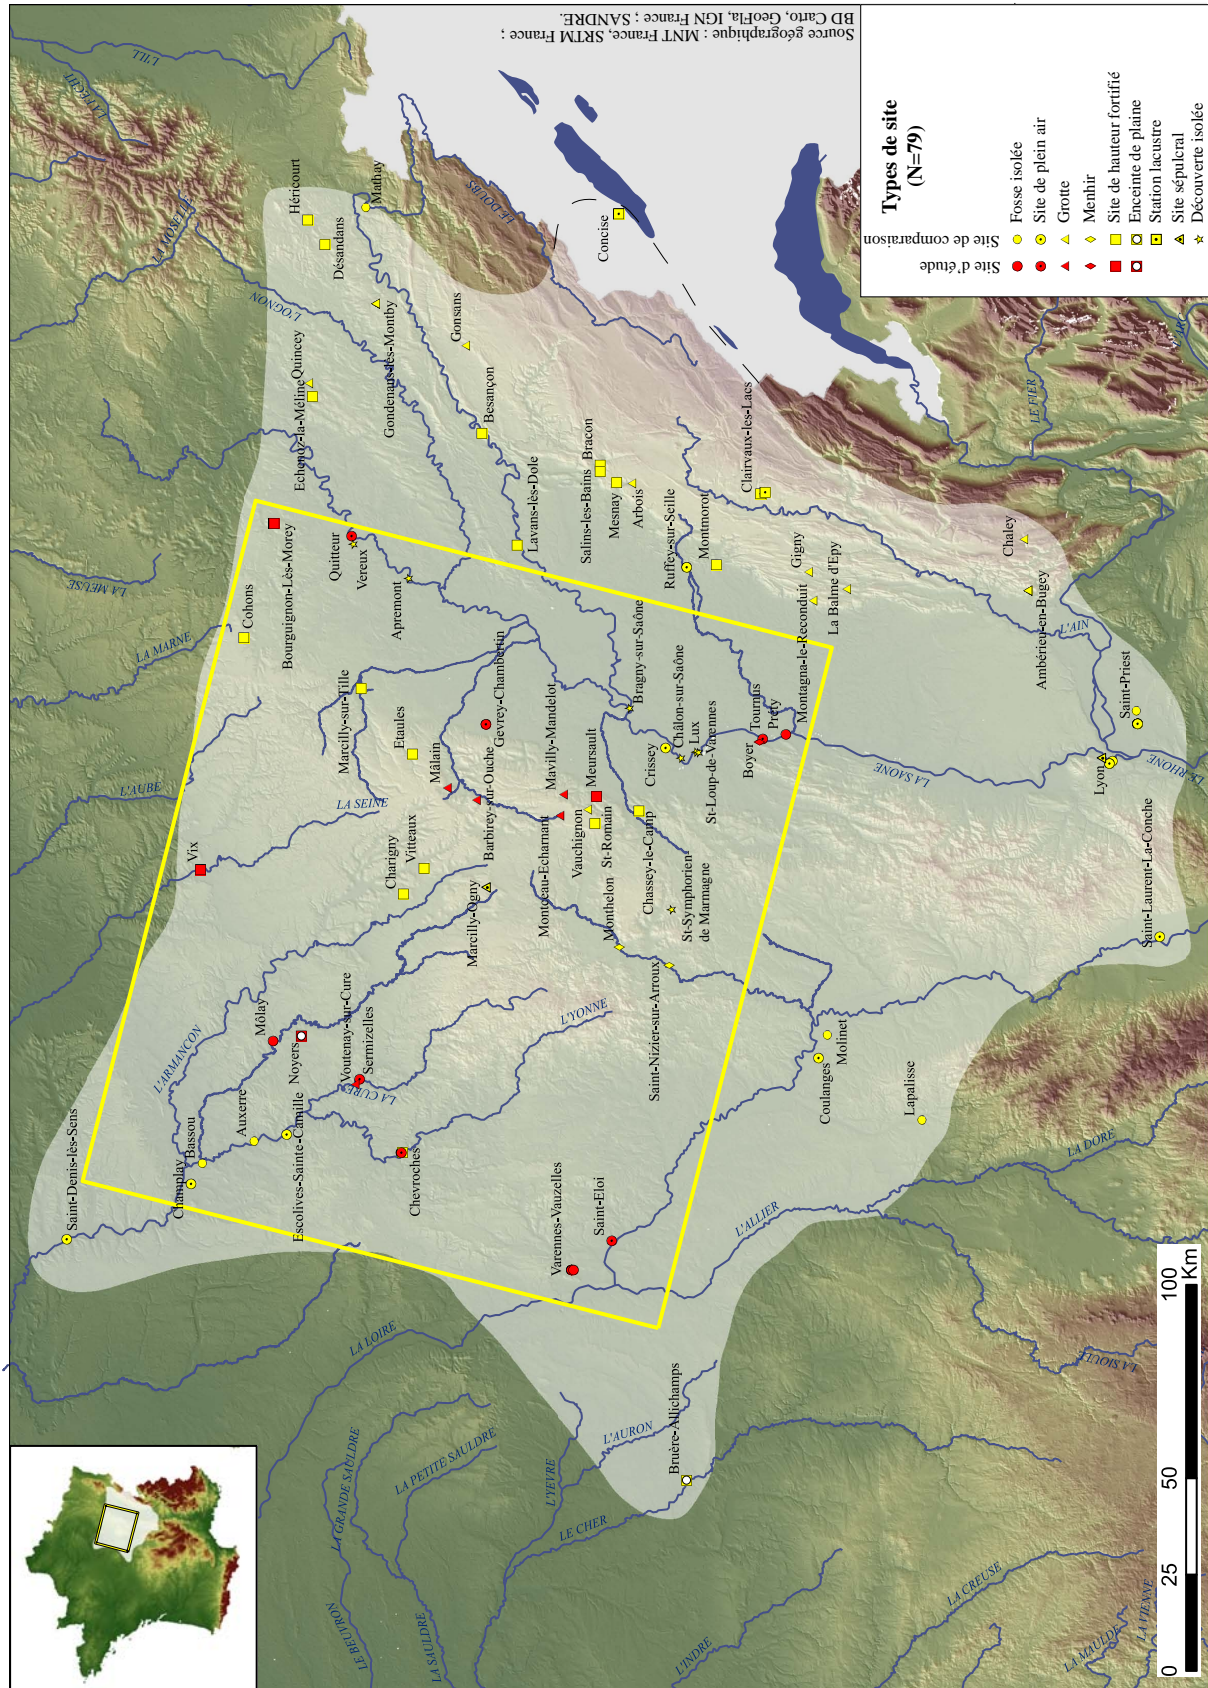 Source géographique : MNT France, SRTM France ;
BD Carto, GeoFla, IGN France ; SANDRE.
Types de site
(N=79)
Site d'étude
Site de comparaison
Fosse isolée
Site de plein air
Grotte
Menhir
Site de hauteur fortifié
Enceinte de plaine
Station lacustre
Site sépulcral
Découverte isolée
L'ILL
LA FECHT
LA MOSELLE
L'OGNON
LE DOUBS
LA MEUSE
LA MARNE
L'AUBE
LA SEINE
L'ARMANÇON
LA CURE
L'YONNE
LA LOIRE
L'ALLIER
LA DORE
LA SIOULE
LA SAONE
LE RHONE
L'AIN
LE FIER
L'ARC
LA GRANDE SAULDRE
LA PETITE SAULDRE
LE BEUVRON
LA SAULDRE
L'YEVRE
L'AURON
LE CHER
L'INDRE
LA CREUSE
LA MAULDE
LA VIENNE
Héricourt
Désandans
Mathay
Gondenans-lès-Montby
Gonsans
Quincey
Echenoz-la-Méline
Besançon
Lavans-lès-Dole
Concise
Salins-les-Bains
Bracon
Mesnay
Arbois
Clairvaux-les-Lacs
Ruffey-sur-Seille
Montmorot
Gigny
Montagna-le-Reconduit
La Balme d'Epy
Chaley
Ambérieu-en-Bugey
Saint-Priest
Lyon
Saint-Laurent-La-Conche
Bourguignon-Lès-Morey
Cohons
Quitteur
Vereux
Apremont
Marcilly-sur-Tille
Etaules
Mâlain
Gevrey-Chambertin
Barbirey-sur-Ouche
Mavilly-Mandelot
Meursault
Montceau-Echarnant
Vauchignon
St-Romain
Bragny-sur-Saône
Crissey
Châlon-sur-Saône
Lux
St-Loup-de-Varennes
Boyer
Tournus
Préty
Chassey-le-Camp
St-Symphorien
de Marmagne
Monthelon
Saint-Nizier-sur-Arroux
Vix
Charigny
Vitteaux
Marcilly-Ogny
Môlay
Noyers
Voutenay-sur-Cure
Sermizelles
Auxerre
Bassou
Champlay
Escolives-Sainte-Camille
Saint-Denis-lès-Sens
Chevroches
Varennes-Vauzelles
Saint-Eloi
Coulanges
Molinet
Lapalisse
Bruère-Allichamps
0 25 50 100
Km